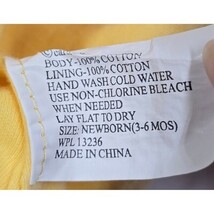 BODY-100% COTTON
LINING-100% COTTON
HAND WASH COLD WATER
USE NON-CHLORINE BLEACH
WHEN NEEDED
LAY FLAT TO DRY
SIZE: NEWBORN (3-6 MOS)
WPL 13236
MADE IN CHINA